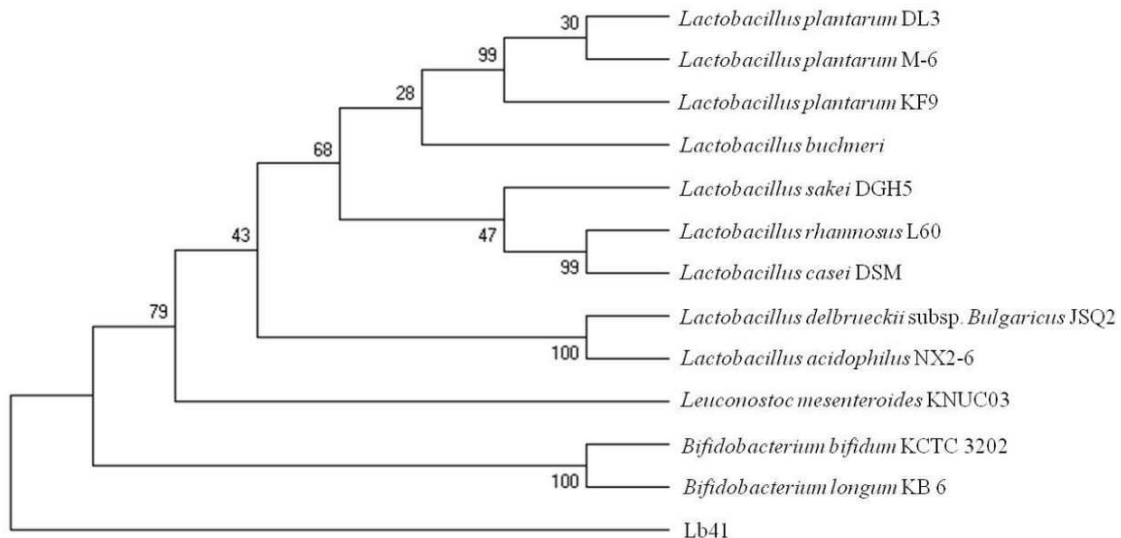 30
Lactobacillus plantarum DL3
99
Lactobacillus plantarum M-6
28
Lactobacillus plantarum KF9
68
Lactobacillus buchneri
Lactobacillus sakei DGH5
43
47
Lactobacillus rhamnosus L60
99
Lactobacillus casei DSM
79
Lactobacillus delbrueckii subsp. Bulgaricus JSQ2
100
Lactobacillus acidophilus NX2-6
Leuconostoc mesenteroides KNUC03
Bifidobacterium bifidum KCTC 3202
100
Bifidobacterium longum KB 6
Lb41